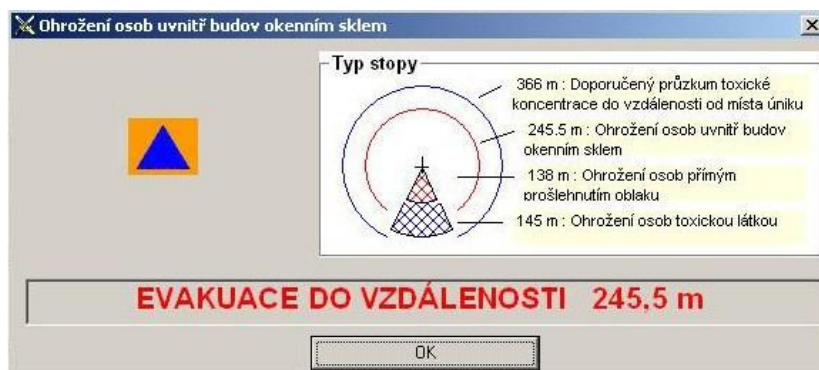 Ohrožení osob uvnitř budov okenním sklem
Typ stopy
366 m : Doporučený průzkum toxické
koncentrace do vzdálenosti od místa úniku
245.5 m : Ohrožení osob uvnitř budov
okenním sklem
138 m : Ohrožení osob přímým
prošlehnutím oblaku
145 m : Ohrožení osob toxickou látkou
EVAKUACE DO VZDÁLENOSTI 245,5 m
OK